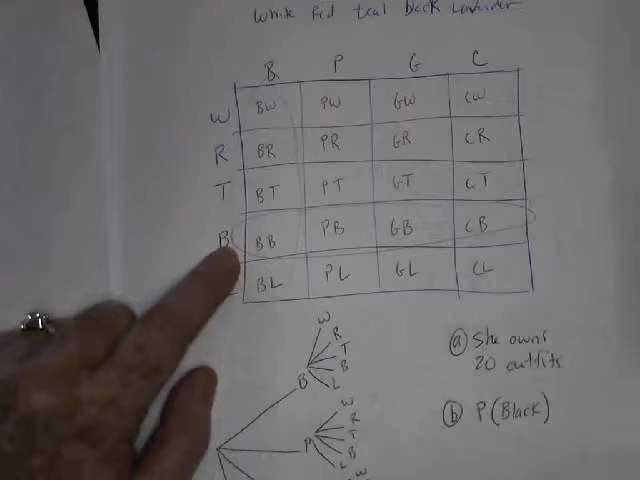 White Red teal black Lavender
B P G C
W BW PW GW CW
R BR PR GR CR
T BT PT GT CT
B BB PB GB CB
BL PL GL CL
W
R
T
B
L
B
W
R
T
B
L
P
W
(a) She owns
20 outfits
(b) P(Black)